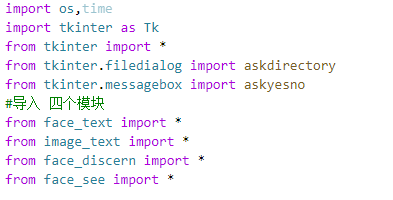 import os,time
import tkinter as Tk
from tkinter import *
from tkinter.filedialog import askdirectory
from tkinter.messagebox import askyesno
#导入 四个模块
from face_text import *
from image_text import *
from face_discern import *
from face_see import *